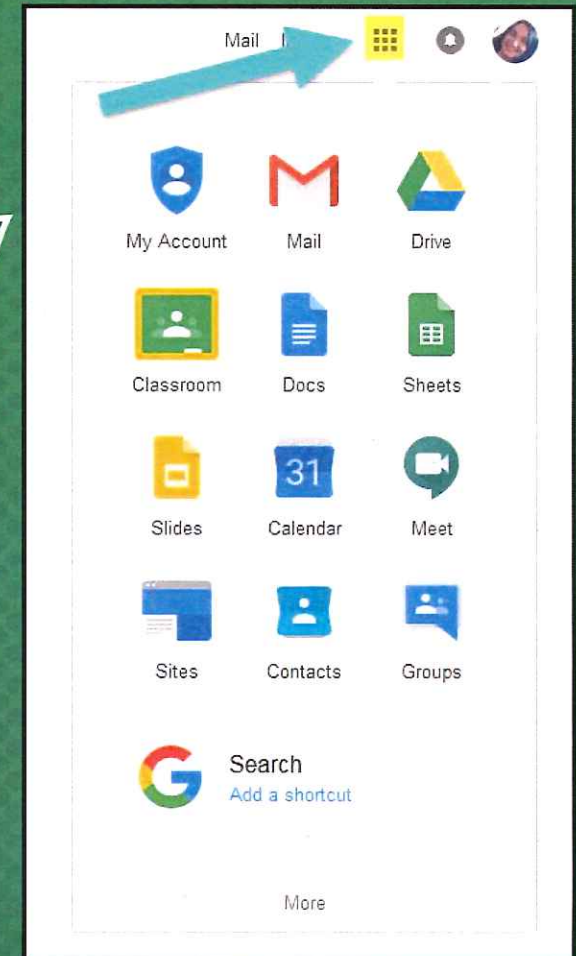 Mail
My Account Mail Drive
Classroom Docs Sheets
31
Slides Calendar Meet
Sites Contacts Groups
Search
Add a shortcut
More